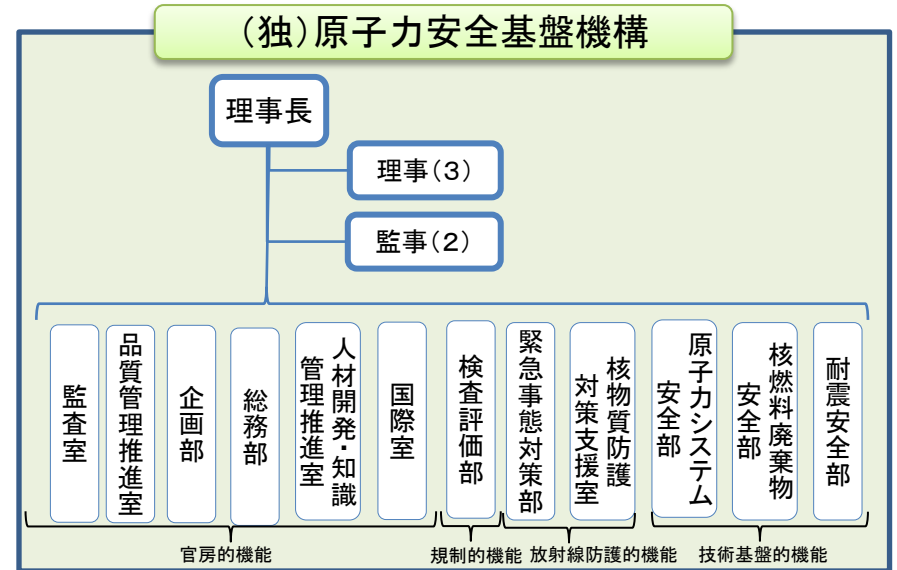 (独)原子力安全基盤機構
理事長
理事(3)
監事(2)
監査室
品質管理推進室
企画部
総務部
人材開発・知識
管理推進室
国際室
検査評価部
緊急事態対策部
核物質防護
対策支援室
原子力システム
安全部
核燃料廃棄物
安全部
耐震安全部
官房的機能
規制的機能
放射線防護的機能
技術基盤的機能